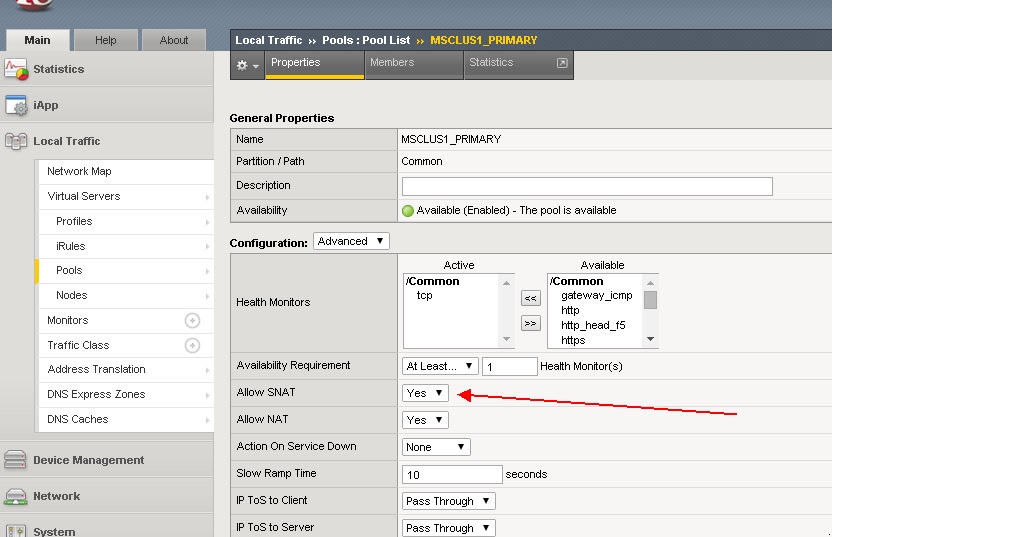 Main Help About
Local Traffic » Pools : Pool List » MSCLUS1_PRIMARY
Properties Members Statistics
Statistics
iApp
Local Traffic
Network Map
Virtual Servers
Profiles
iRules
Pools
Nodes
Monitors
Traffic Class
Address Translation
DNS Express Zones
DNS Caches
Device Management
Network
System
General Properties
Name MSCLUS1_PRIMARY
Partition / Path Common
Description
Availability Available (Enabled) - The pool is available
Configuration: Advanced
Active Available
Health Monitors
/Common
tcp
<<
>>
/Common
gateway_icmp
http
http_head_f5
https
Availability Requirement At Least... 1 Health Monitor(s)
Allow SNAT Yes
Allow NAT Yes
Action On Service Down None
Slow Ramp Time 10 seconds
IP ToS to Client Pass Through
IP ToS to Server Pass Through